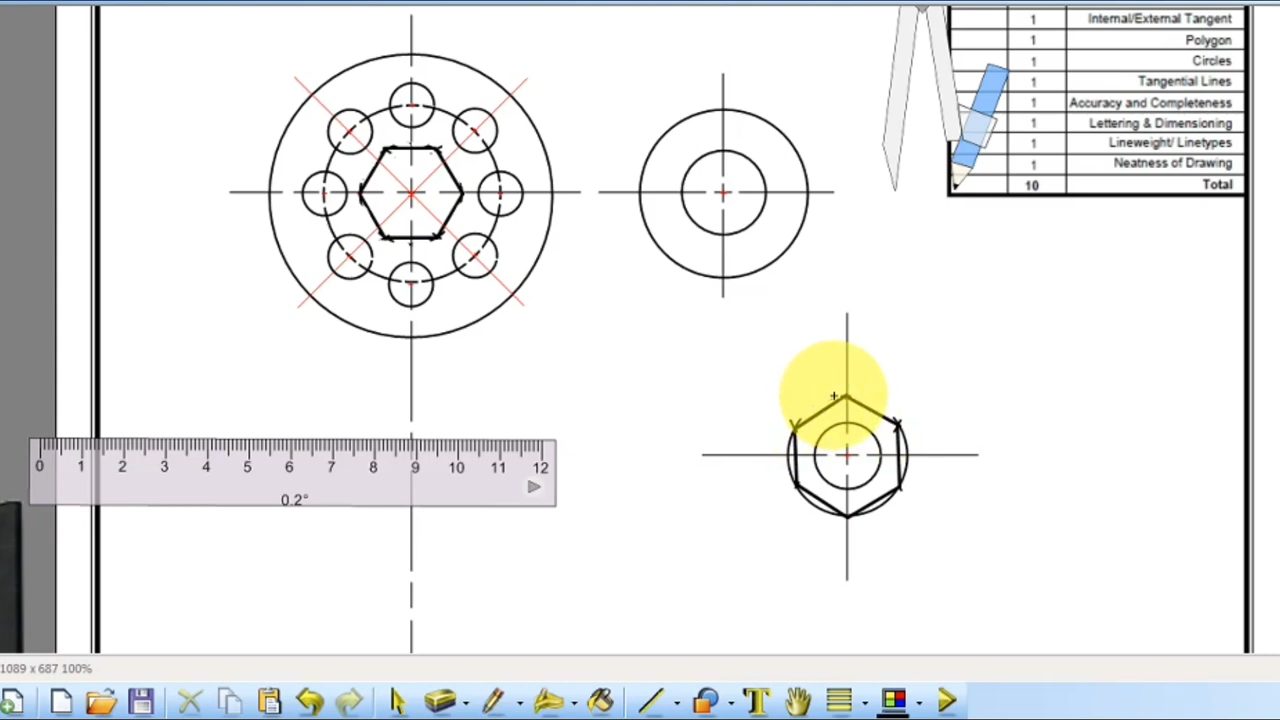 1 Internal/External Tangent
1 Polygon
1 Circles
1 Tangential Lines
1 Accuracy and Completeness
1 Lettering & Dimensioning
1 Lineweight/ Linetypes
1 Neatness of Drawing
10 Total
0 1 2 3 4 5 6 7 8 9 10 11 12
0.2°
1089 x 687 100%
T